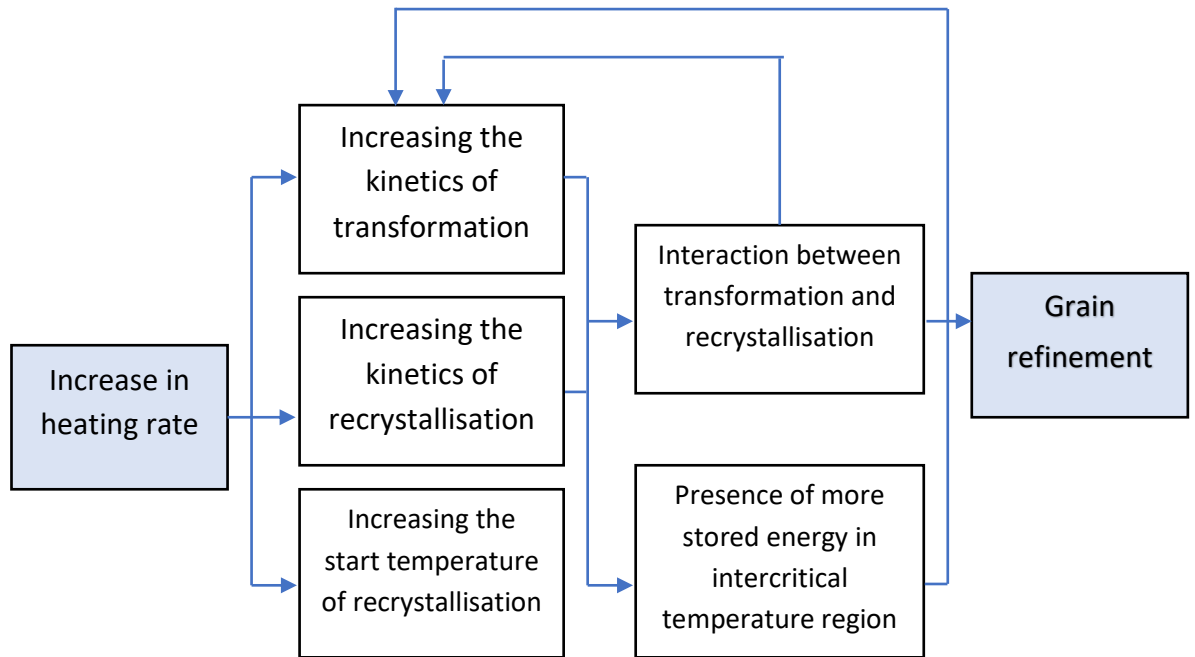 Increase in
heating rate
Increasing the
kinetics of
transformation
Increasing the
kinetics of
recrystallisation
Increasing the
start temperature
of recrystallisation
Interaction between
transformation and
recrystallisation
Presence of more
stored energy in
intercritical
temperature region
Grain
refinement